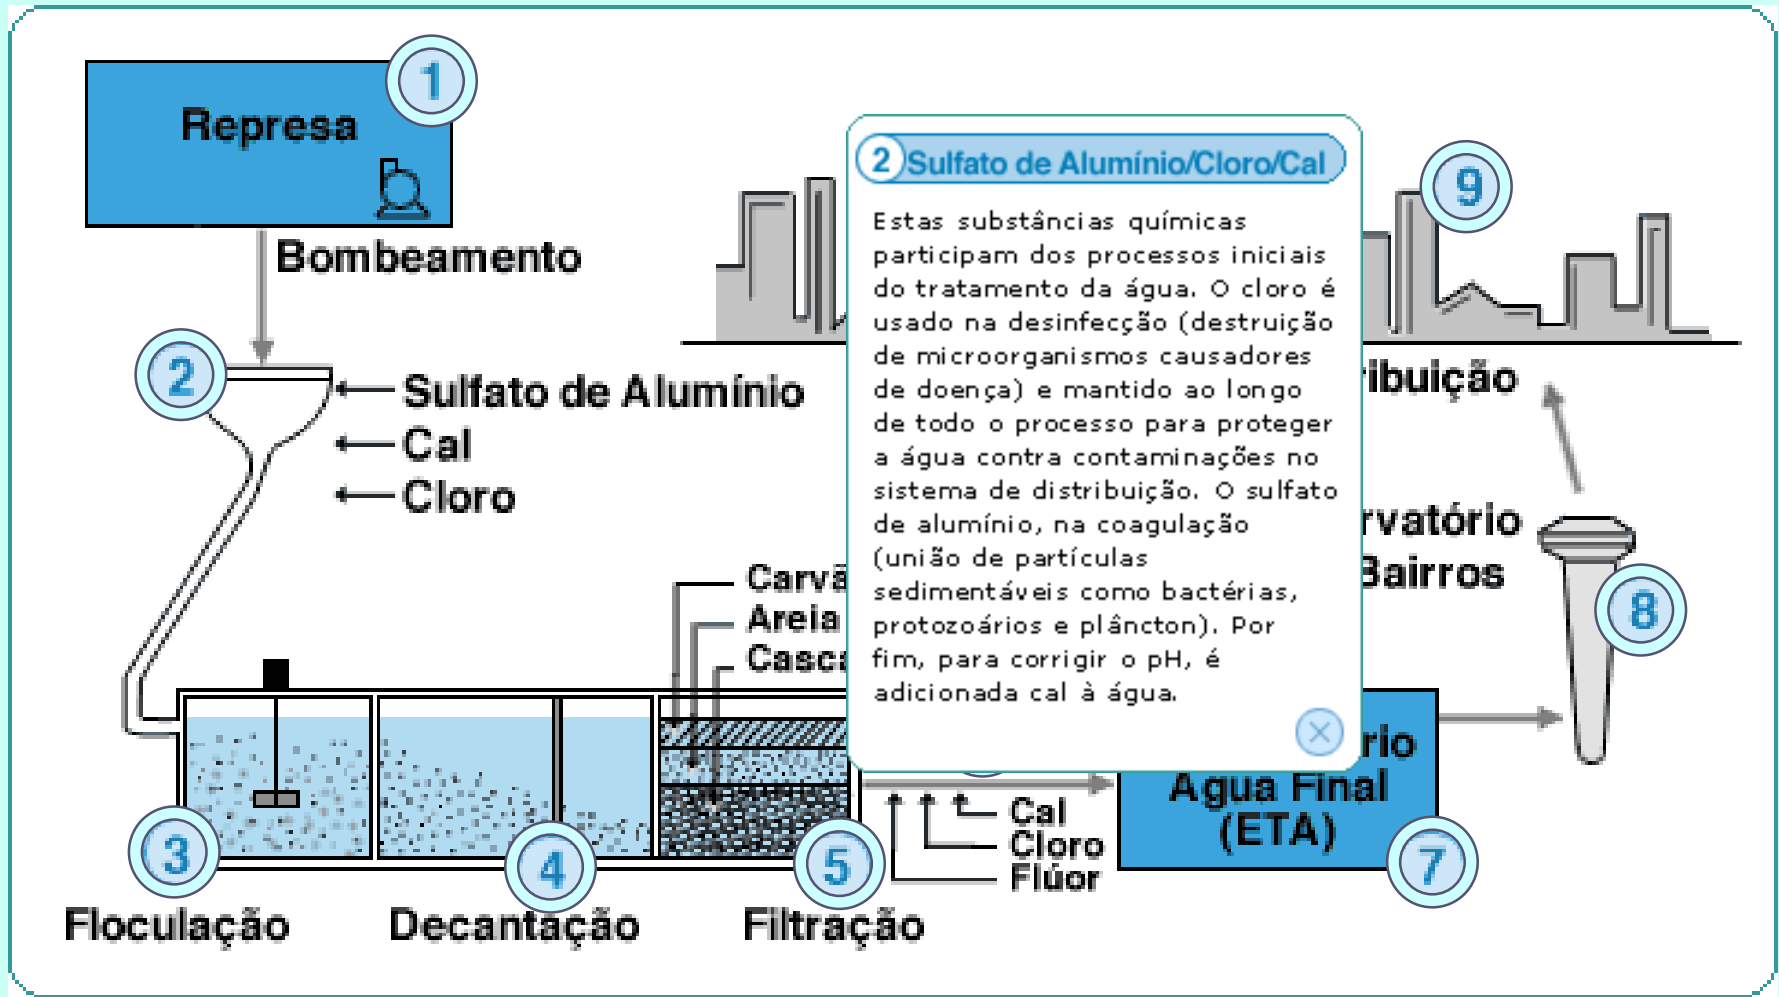 1
Represa
Bombeamento
2
Sulfato de Alumínio
Cal
Cloro
2 Sulfato de Alumínio/Cloro/Cal
Estas substâncias químicas
participam dos processos iniciais
do tratamento da água. O cloro é
usado na desinfecção (destruição
de microorganismos causadores
de doença) e mantido ao longo
de todo o processo para proteger
a água contra contaminações no
sistema de distribuição. O sulfato
de alumínio, na coagulação
(união de partículas
sedimentáveis como bactérias,
protozoários e plâncton). Por
fim, para corrigir o pH, é
adicionada cal à água.
9
ribuição
rvatório
Bairros
8
Carvã
Areia
Casca
3
Floculação
4
Decantação
5
Filtração
Cal
Cloro
Flúor
rio
Água Final
(ETA)
7